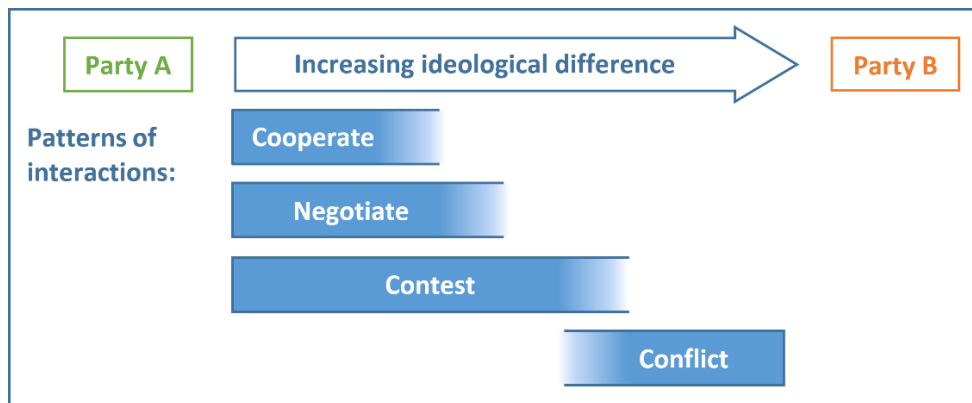 Party A
Increasing ideological difference
Party B
Patterns of
interactions:
Cooperate
Negotiate
Contest
Conflict